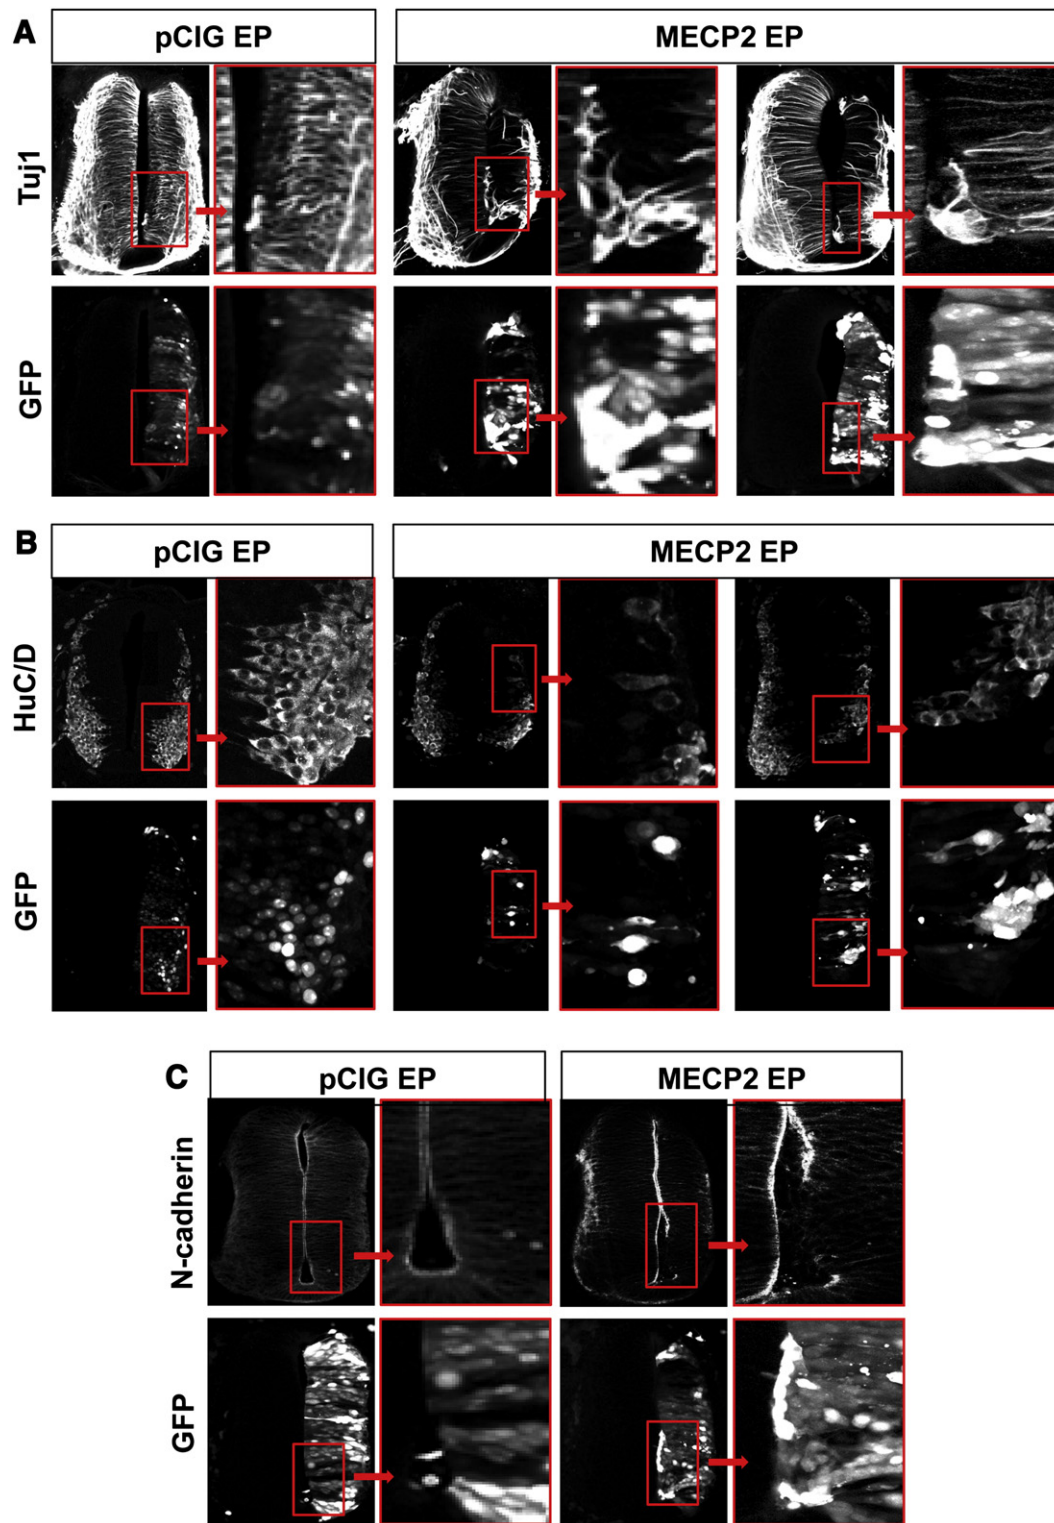 A
pCIG EP
MECP2 EP
Tuj1
GFP
B
pCIG EP
MECP2 EP
HuC/D
GFP
C
pCIG EP
MECP2 EP
N-cadherin
GFP